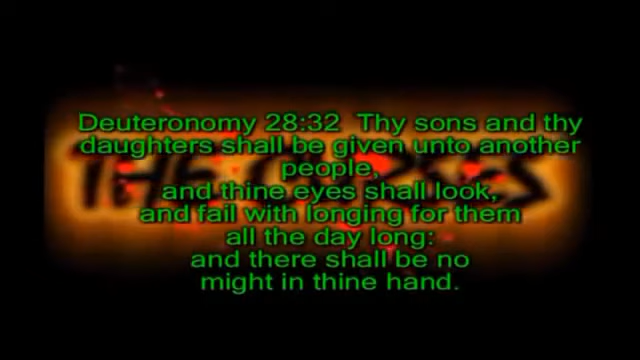 THE CURSES
Deuteronomy 28:32 Thy sons and thy
daughters shall be given unto another
people,
and thine eyes shall look,
and fail with longing for them
all the day long:
and there shall be no
might in thine hand.